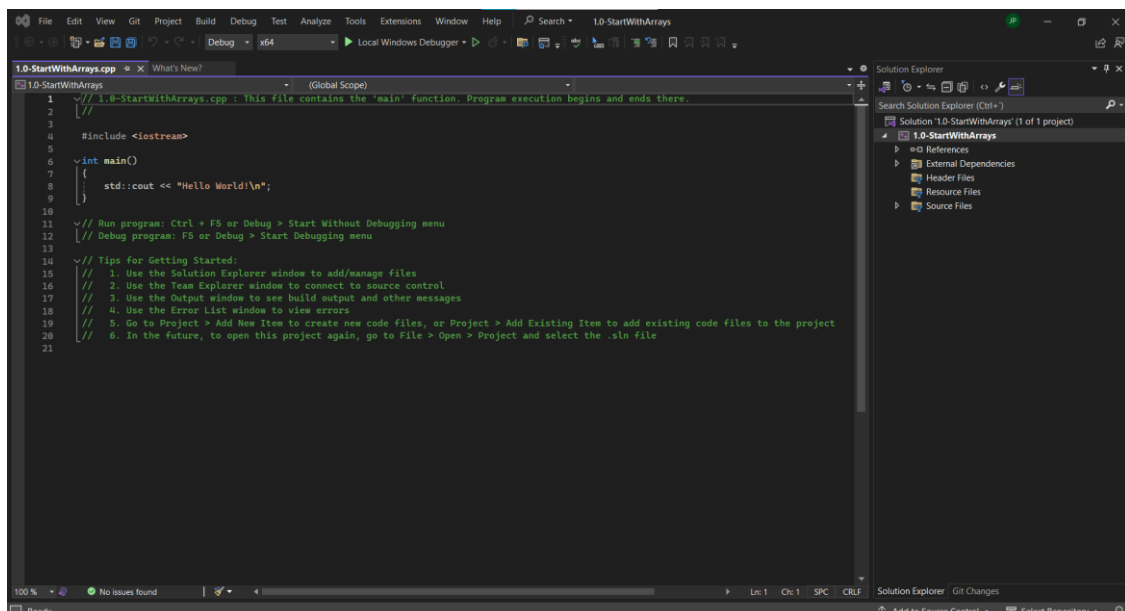 File Edit View Git Project Build Debug Test Analyze Tools Extensions Window Help Search 1.0-StartWithArrays JP
Debug x64 Local Windows Debugger
1.0-StartWithArrays.cpp What's New?
1.0-StartWithArrays (Global Scope)
1 // 1.0-StartWithArrays.cpp : This file contains the 'main' function. Program execution begins and ends there.
2 //
3
4 #include <iostream>
5
6 int main()
7 {
8 std::cout << "Hello World!\n";
9 }
10
11 // Run program: Ctrl + F5 or Debug > Start Without Debugging menu
12 // Debug program: F5 or Debug > Start Debugging menu
13
14 // Tips for Getting Started:
15 // 1. Use the Solution Explorer window to add/manage files
16 // 2. Use the Team Explorer window to connect to source control
17 // 3. Use the Output window to see build output and other messages
18 // 4. Use the Error List window to view errors
19 // 5. Go to Project > Add New Item to create new code files, or Project > Add Existing Item to add existing code files to the project
20 // 6. In the future, to open this project again, go to File > Open > Project and select the .sln file
21
100 % No issues found Ln: 1 Ch: 1 SPC CRLF
Solution Explorer
Search Solution Explorer (Ctrl+`)
Solution '1.0-StartWithArrays' (1 of 1 project)
1.0-StartWithArrays
References
External Dependencies
Header Files
Resource Files
Source Files
Solution Explorer Git Changes
Ready Add to Source Control Select Repository